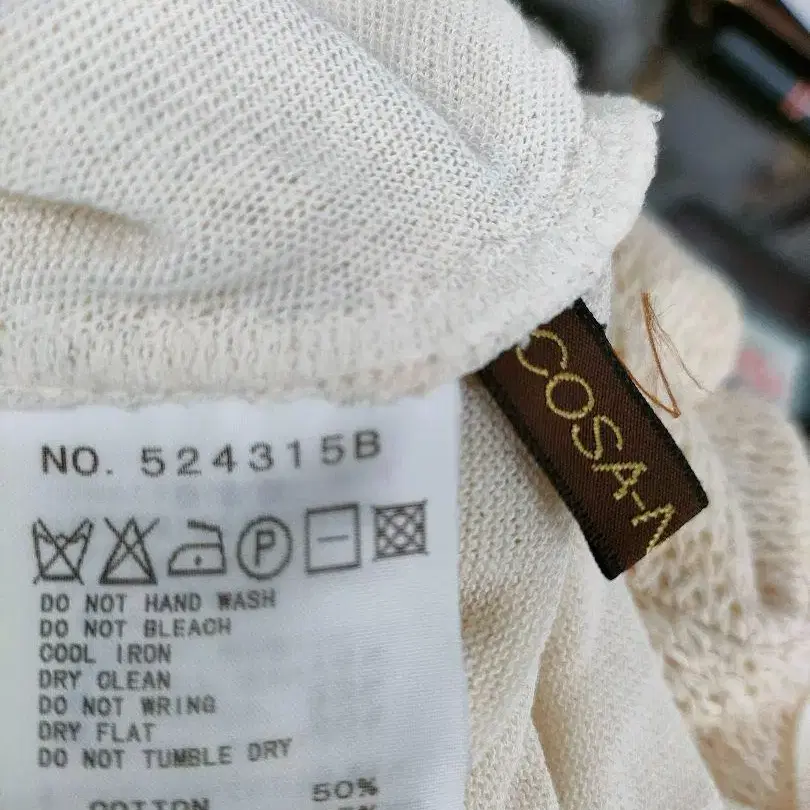 NO. 524315B
P
DO NOT HAND WASH
DO NOT BLEACH
COOL IRON
DRY CLEAN
DO NOT WRING
DRY FLAT
DO NOT TUMBLE DRY
50%
COTTON
COSA-N